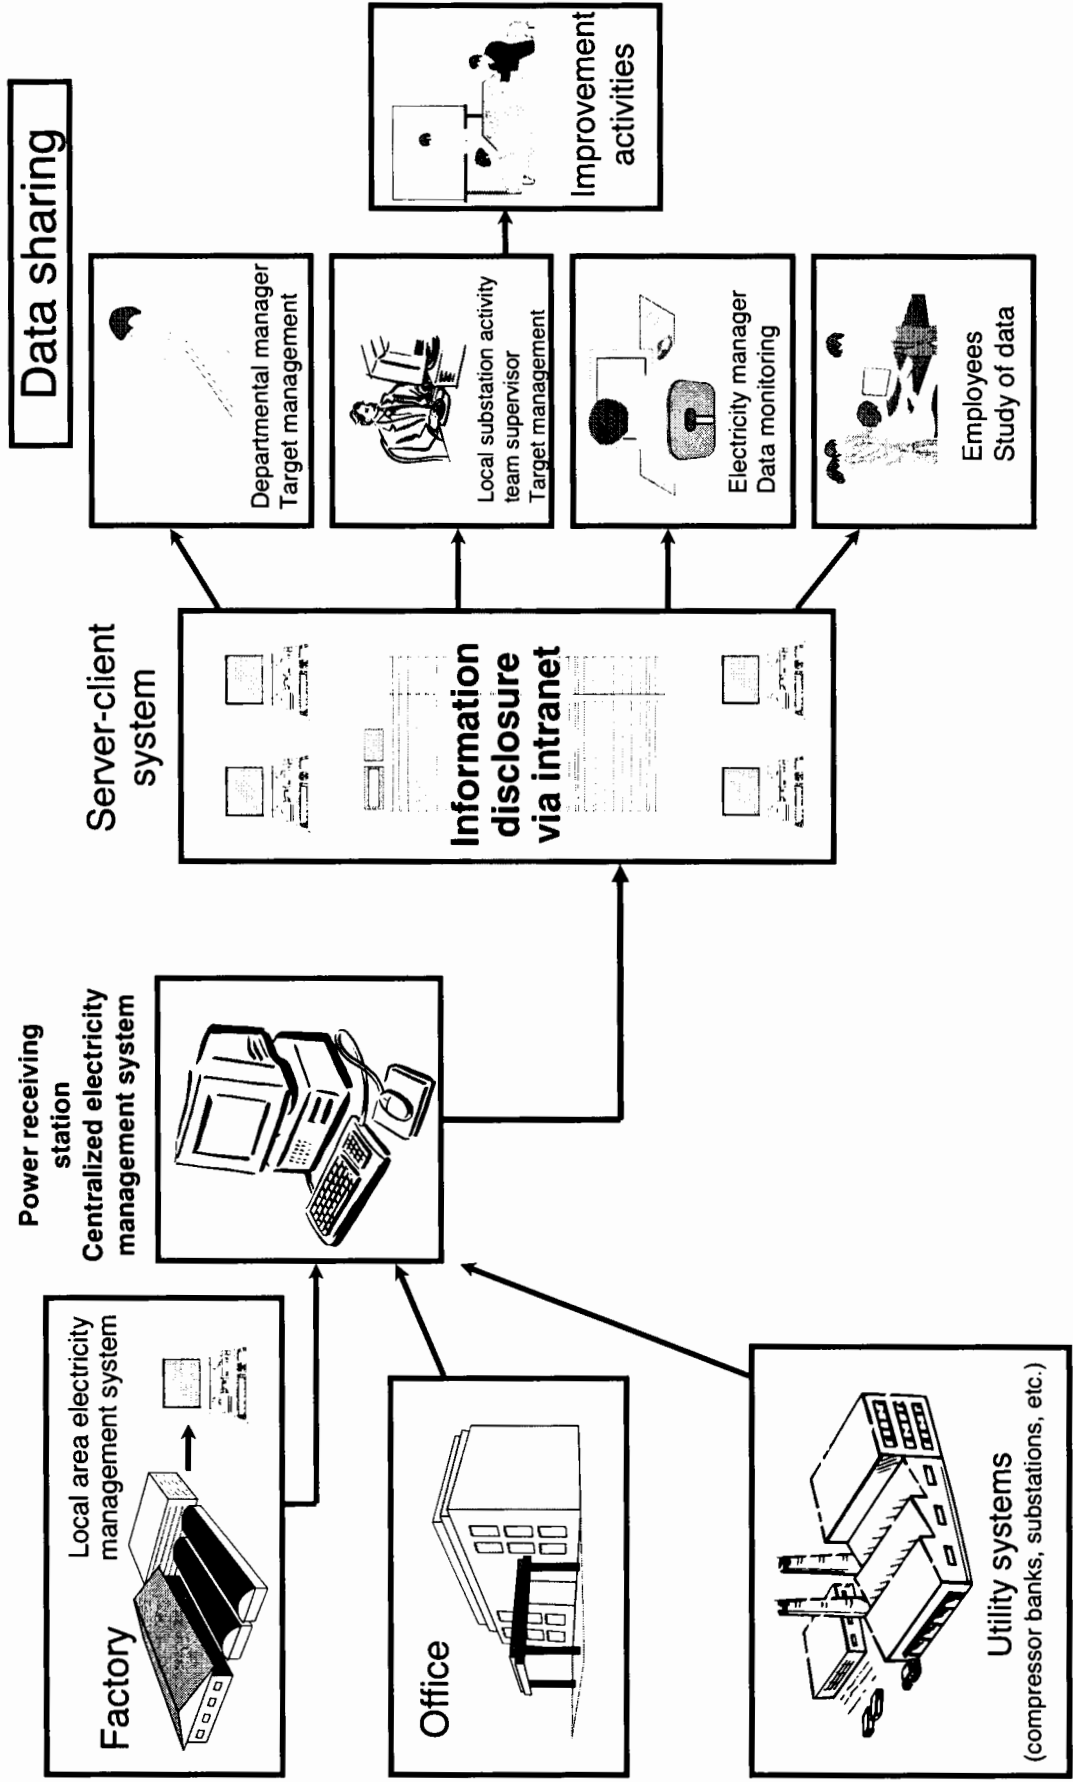 Factory
Local area electricity
management system
Office
Utility systems
(compressor banks, substations, etc.)
Power receiving
station
Centralized electricity
management system
Server-client
system
Information
disclosure
via intranet
Data sharing
Departmental manager
Target management
Local substation activity
team supervisor
Target management
Electricity manager
Data monitoring
Employees
Study of data
Improvement
activities